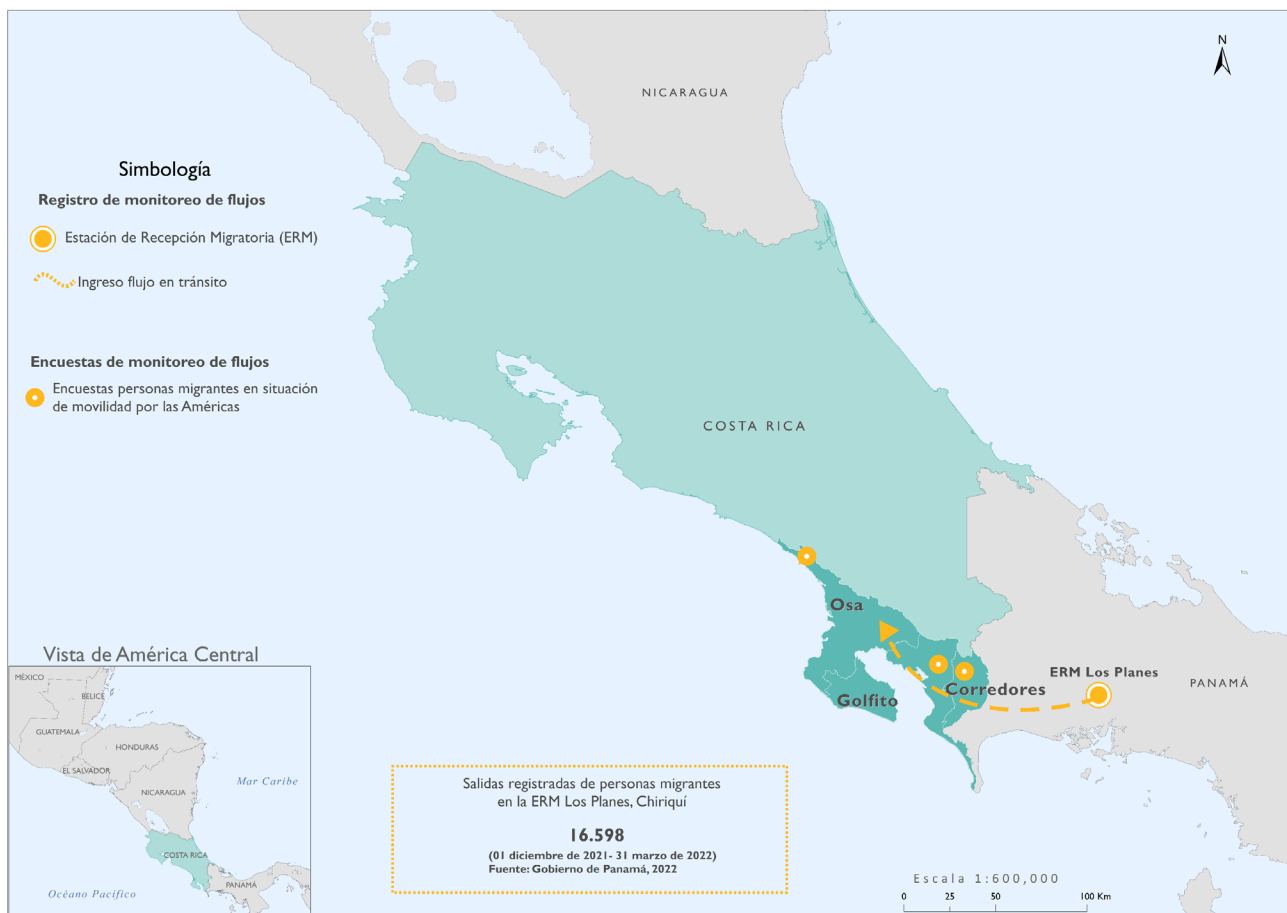 N
NICARAGUA
Simbología
Registro de monitoreo de flujos
Estación de Recepción Migratoria (ERM)
Ingreso flujo en tránsito
Encuestas de monitoreo de flujos
Encuestas personas migrantes en situación
de movilidad por las Américas
COSTA RICA
Osa
Golfito
Corredores
ERM Los Planes
PANAMÁ
Vista de América Central
MÉXICO
BELICE
GUATEMALA
HONDURAS
EL SALVADOR
NICARAGUA
Mar Caribe
COSTA RICA
PANAMÁ
Océano Pacífico
Salidas registradas de personas migrantes
en la ERM Los Planes, Chiriquí
16.598
(01 diciembre de 2021- 31 marzo de 2022)
Fuente: Gobierno de Panamá, 2022
Escala 1:600,000
0 25 50 100 Km